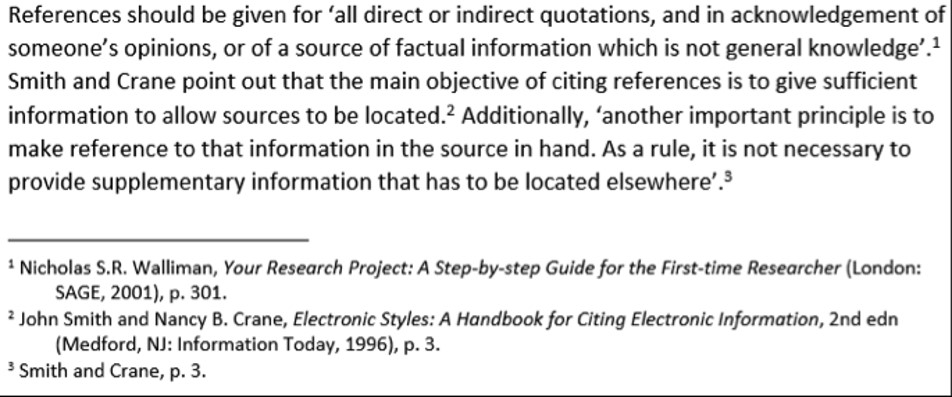 References should be given for ‘all direct or indirect quotations, and in acknowledgement of
someone’s opinions, or of a source of factual information which is not general knowledge’.¹
Smith and Crane point out that the main objective of citing references is to give sufficient
information to allow sources to be located.² Additionally, ‘another important principle is to
make reference to that information in the source in hand. As a rule, it is not necessary to
provide supplementary information that has to be located elsewhere’.³
¹ Nicholas S.R. Walliman, Your Research Project: A Step-by-step Guide for the First-time Researcher (London:
SAGE, 2001), p. 301.
² John Smith and Nancy B. Crane, Electronic Styles: A Handbook for Citing Electronic Information, 2nd edn
(Medford, NJ: Information Today, 1996), p. 3.
³ Smith and Crane, p. 3.